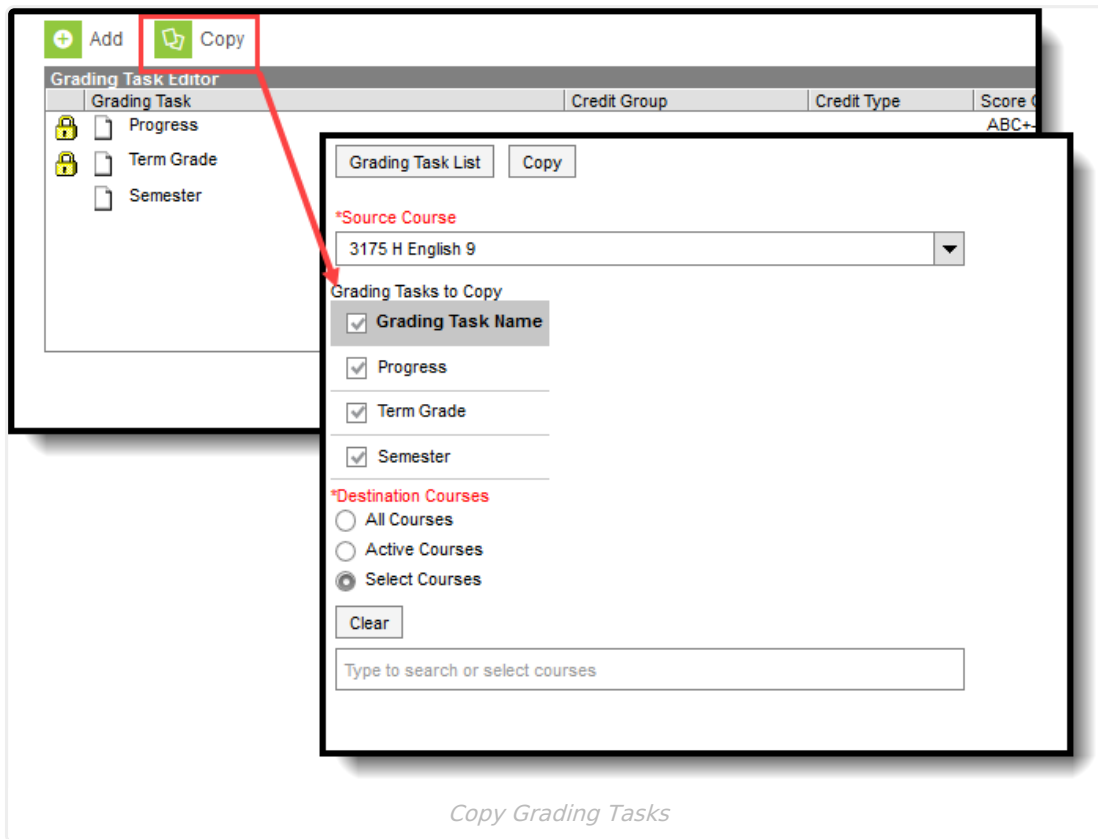 Add Copy
Grading Task Editor
Grading Task Credit Group Credit Type Score
Progress ABC+-
Term Grade
Semester
Grading Task List Copy
*Source Course
3175 H English 9
Grading Tasks to Copy
Grading Task Name
Progress
Term Grade
Semester
*Destination Courses
All Courses
Active Courses
Select Courses
Clear
Type to search or select courses
Copy Grading Tasks